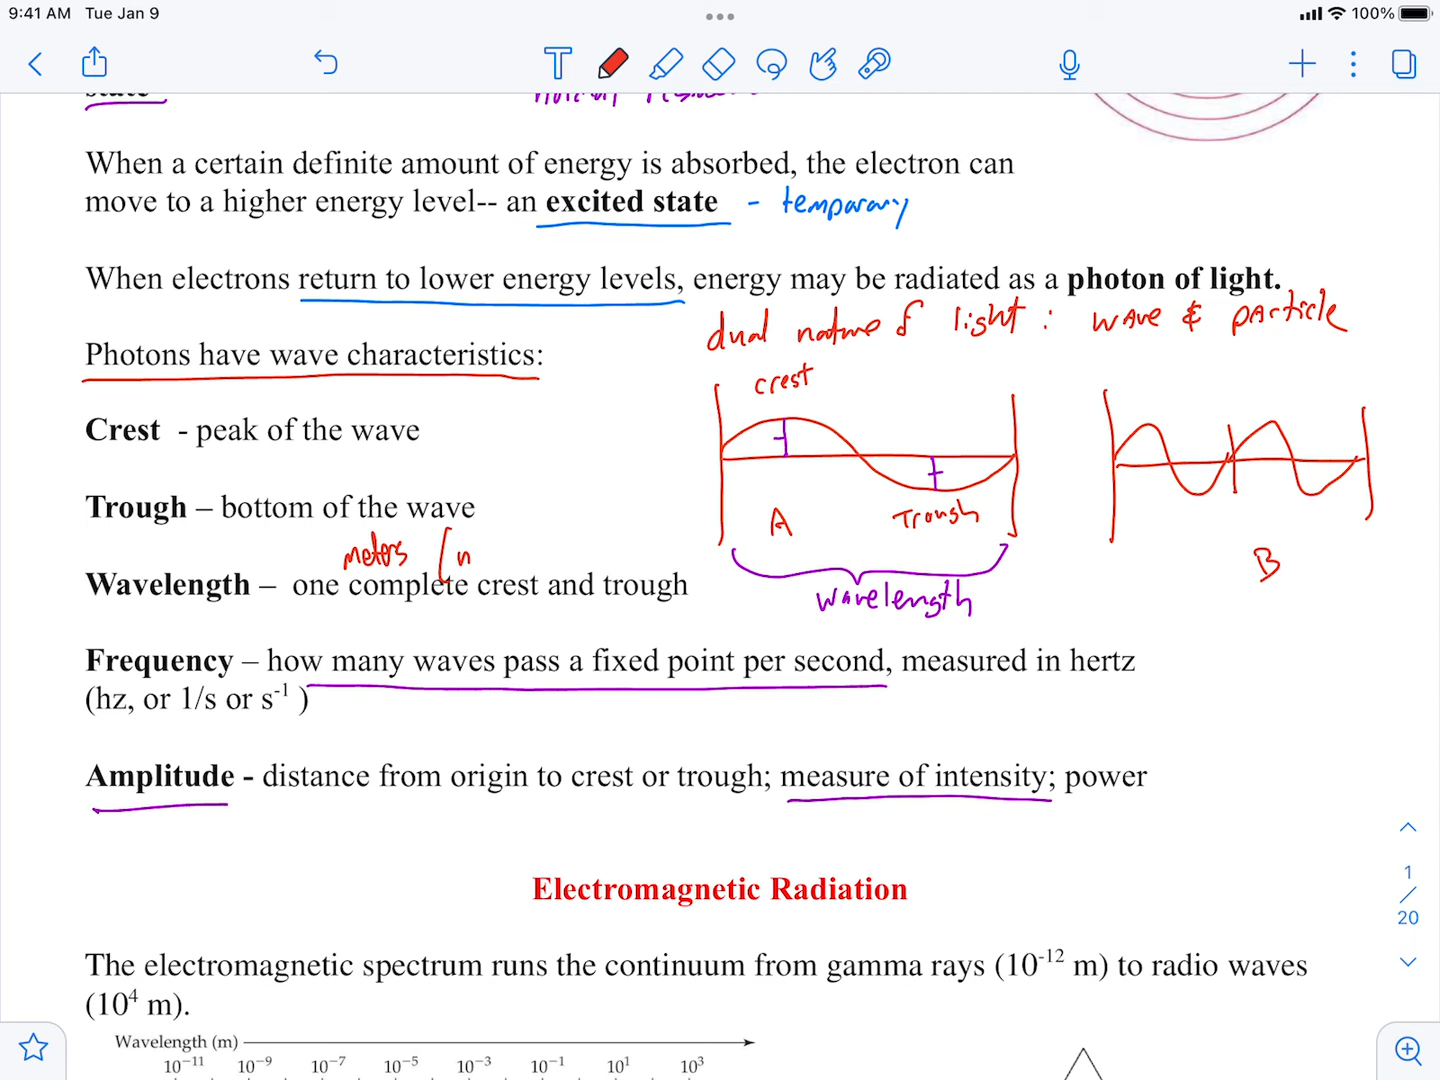 9:41 AM Tue Jan 9
100%
state
When a certain definite amount of energy is absorbed, the electron can
move to a higher energy level-- an excited state - temporary
When electrons return to lower energy levels, energy may be radiated as a photon of light.
dual nature of light : wave & particle
Photons have wave characteristics:
crest
Crest - peak of the wave
Trough – bottom of the wave
A Trough
meters (n
B
Wavelength – one complete crest and trough
wavelength
Frequency – how many waves pass a fixed point per second, measured in hertz
(hz, or 1/s or s⁻¹ )
Amplitude - distance from origin to crest or trough; measure of intensity; power
1
/
20
Electromagnetic Radiation
The electromagnetic spectrum runs the continuum from gamma rays (10⁻¹² m) to radio waves
(10⁴ m).
Wavelength (m)
10⁻¹¹ 10⁻⁹ 10⁻⁷ 10⁻⁵ 10⁻³ 10⁻¹ 10¹ 10³